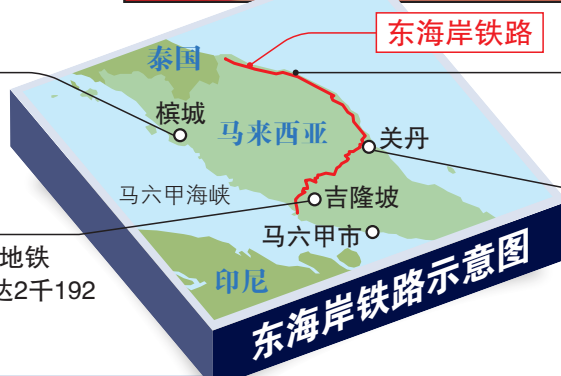 东海岸铁路
泰国
槟城
马来西亚
关丹
马六甲海峡
吉隆坡
马六甲市
地铁
达2千192
印尼
东海岸铁路示意图